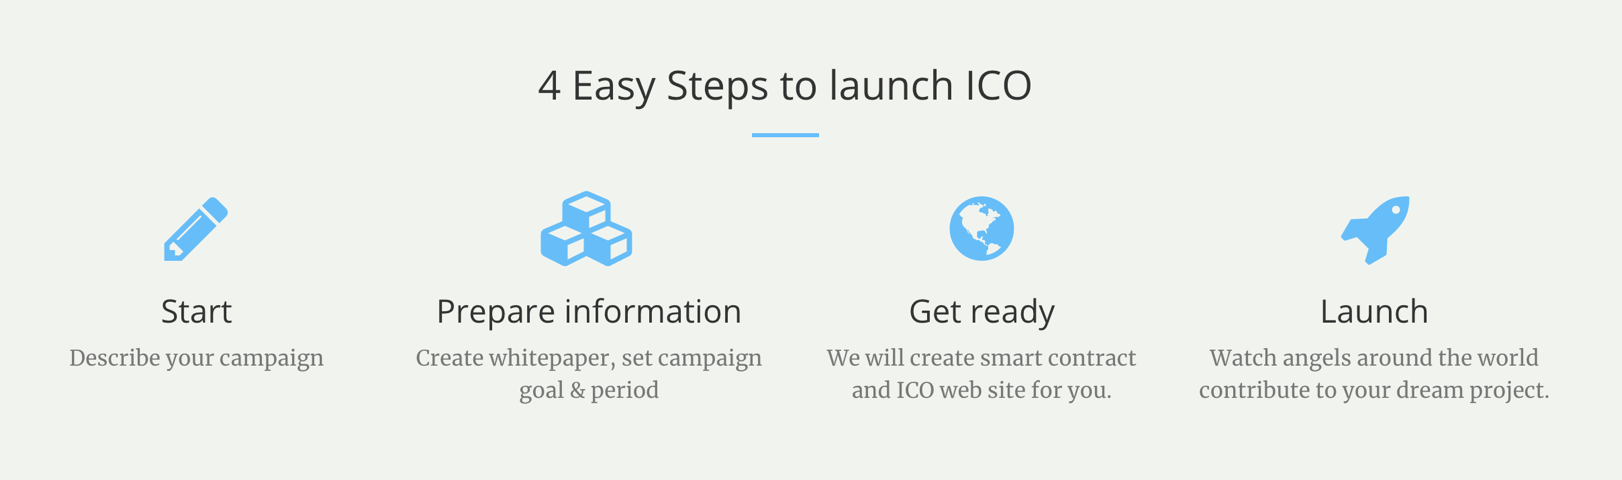 4 Easy Steps to launch ICO
Start
Describe your campaign
Prepare information
Create whitepaper, set campaign
goal & period
Get ready
We will create smart contract
and ICO web site for you.
Launch
Watch angels around the world
contribute to your dream project.